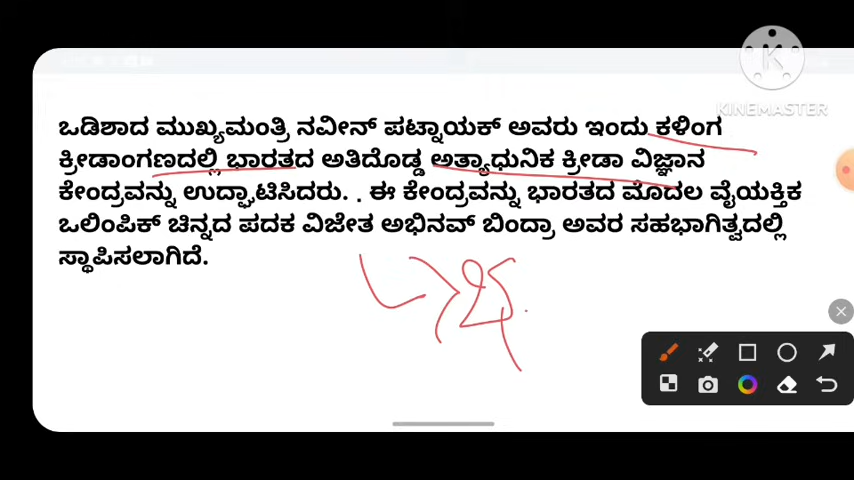 K
KINEMASTER
ಒಡಿಶಾದ ಮುಖ್ಯಮಂತ್ರಿ ನವೀನ್ ಪಟ್ನಾಯಕ್ ಅವರು ಇಂದು ಕಳಿಂಗ
ಕ್ರೀಡಾಂಗಣದಲ್ಲಿ ಭಾರತದ ಅತಿದೊಡ್ಡ ಅತ್ಯಾಧುನಿಕ ಕ್ರೀಡಾ ವಿಜ್ಞಾನ
ಕೇಂದ್ರವನ್ನು ಉದ್ಘಾಟಿಸಿದರು. . ಈ ಕೇಂದ್ರವನ್ನು ಭಾರತದ ಮೊದಲ ವೈಯಕ್ತಿಕ
ಒಲಿಂಪಿಕ್ ಚಿನ್ನದ ಪದಕ ವಿಜೇತ ಅಭಿನವ್ ಬಿಂದ್ರಾ ಅವರ ಸಹಭಾಗಿತ್ವದಲ್ಲಿ
ಸ್ಥಾಪಿಸಲಾಗಿದೆ.